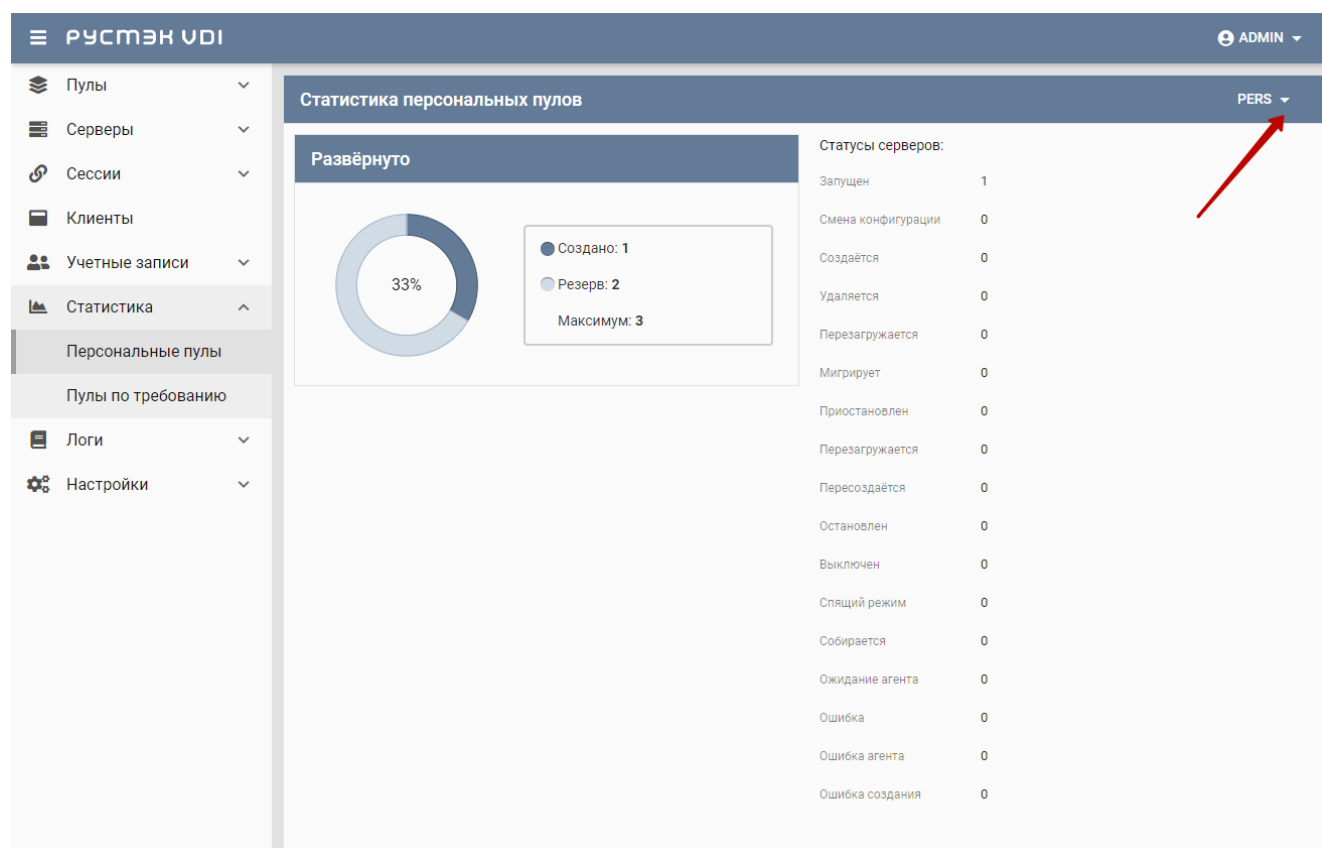 РУСТЭК VDI
ADMIN
Пулы
Серверы
Сессии
Клиенты
Учетные записи
Статистика
Персональные пулы
Пулы по требованию
Логи
Настройки
Статистика персональных пулов
PERS
Развёрнуто
33%
Создано: 1
Резерв: 2
Максимум: 3
Статусы серверов:
Запущен 1
Смена конфигурации 0
Создаётся 0
Удаляется 0
Перезагружается 0
Мигрирует 0
Приостановлен 0
Перезагружается 0
Пересоздаётся 0
Остановлен 0
Выключен 0
Спящий режим 0
Собирается 0
Ожидание агента 0
Ошибка 0
Ошибка агента 0
Ошибка создания 0